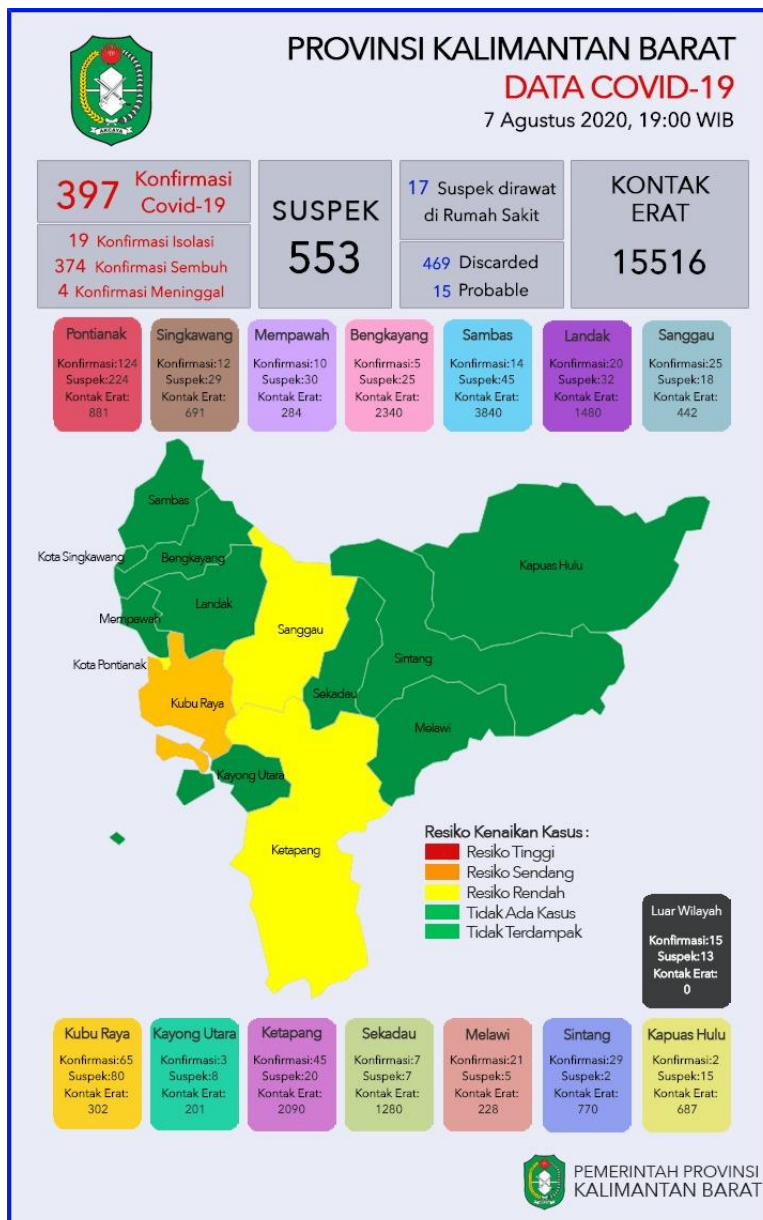 PROVINSI KALIMANTAN BARAT
DATA COVID-19
7 Agustus 2020, 19:00 WIB
AKCAYA
397 Konfirmasi
Covid-19
19 Konfirmasi Isolasi
374 Konfirmasi Sembuh
4 Konfirmasi Meninggal
SUSPEK
553
17 Suspek dirawat
di Rumah Sakit
469 Discarded
15 Probable
KONTAK
ERAT
15516
Pontianak
Konfirmasi:124
Suspek:224
Kontak Erat:
881
Singkawang
Konfirmasi:12
Suspek:29
Kontak Erat:
691
Mempawah
Konfirmasi:10
Suspek:30
Kontak Erat:
284
Bengkayang
Konfirmasi:5
Suspek:25
Kontak Erat:
2340
Sambas
Konfirmasi:14
Suspek:45
Kontak Erat:
3840
Landak
Konfirmasi:20
Suspek:32
Kontak Erat:
1480
Sanggau
Konfirmasi:25
Suspek:18
Kontak Erat:
442
Sambas
Kota Singkawang
Bengkayang
Kapuas Hulu
Landak
Mempawah
Sanggau
Kota Pontianak
Sintang
Kubu Raya
Sekadau
Melawi
Kayong Utara
Ketapang
Resiko Kenaikan Kasus :
Resiko Tinggi
Resiko Sendang
Resiko Rendah
Tidak Ada Kasus
Tidak Terdampak
Luar Wilayah
Konfirmasi:15
Suspek:13
Kontak Erat:
0
Kubu Raya
Konfirmasi:65
Suspek:80
Kontak Erat:
302
Kayong Utara
Konfirmasi:3
Suspek:8
Kontak Erat:
201
Ketapang
Konfirmasi:45
Suspek:20
Kontak Erat:
2090
Sekadau
Konfirmasi:7
Suspek:7
Kontak Erat:
1280
Melawi
Konfirmasi:21
Suspek:5
Kontak Erat:
228
Sintang
Konfirmasi:29
Suspek:2
Kontak Erat:
770
Kapuas Hulu
Konfirmasi:2
Suspek:15
Kontak Erat:
687
PEMERINTAH PROVINSI
KALIMANTAN BARAT